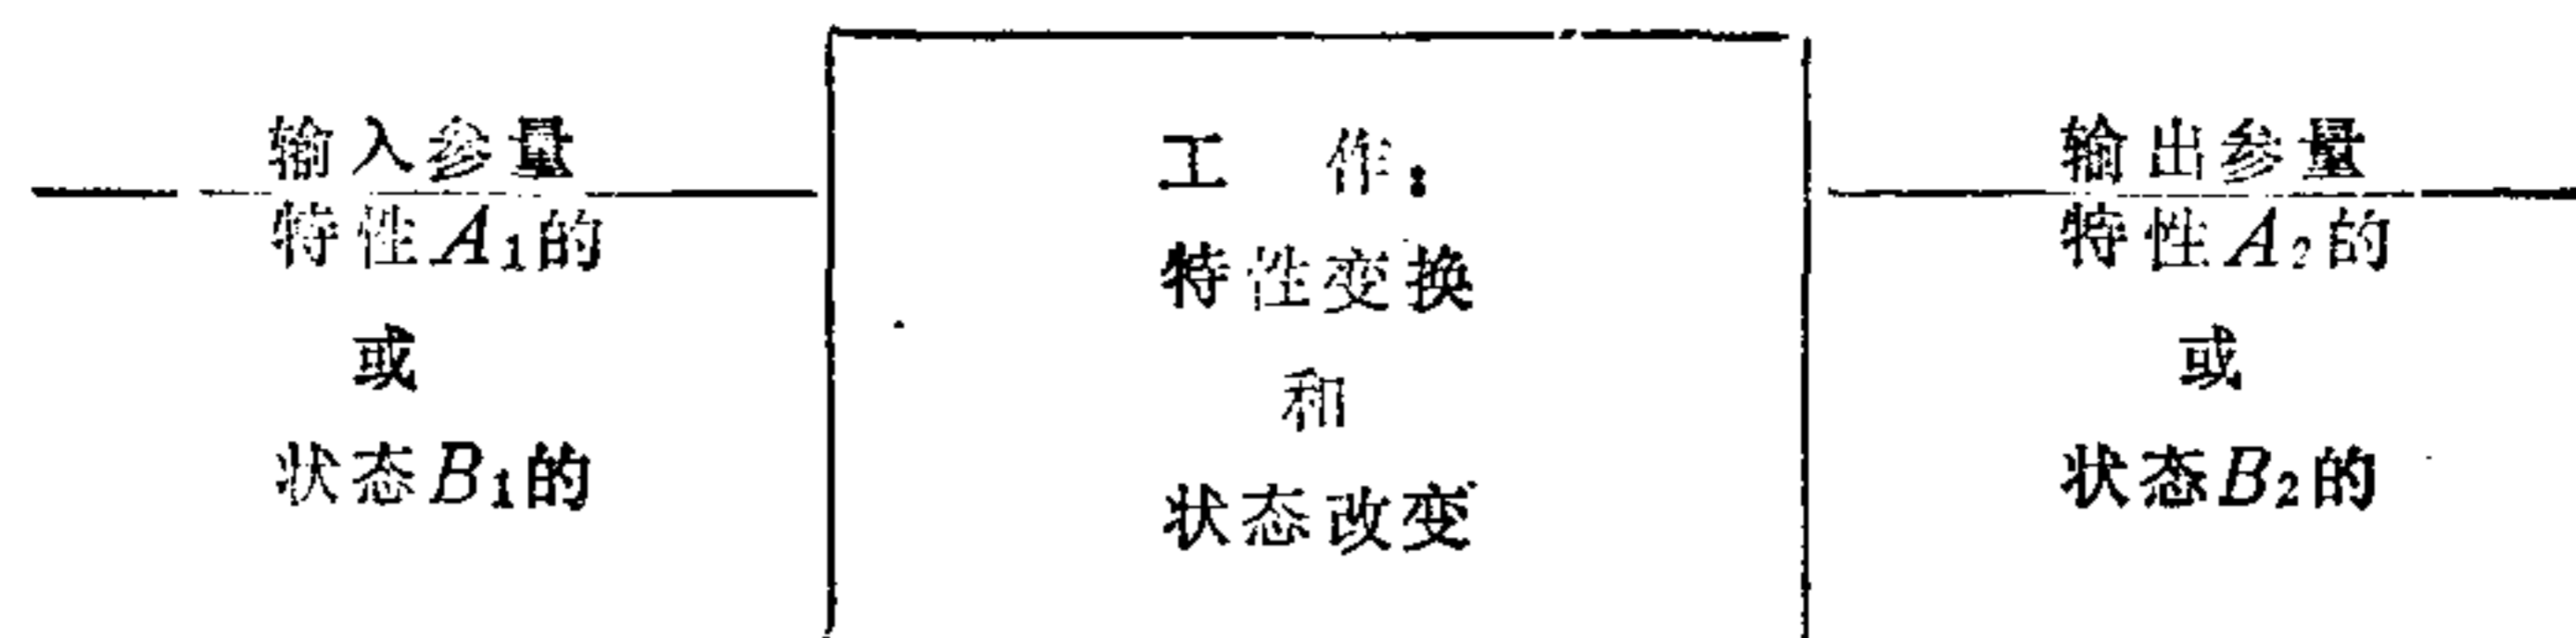 输入参量
特性A₁的
或
状态B₁的
工 作：
特性变换
和
状态改变
输出参量
特性A₂的
或
状态B₂的